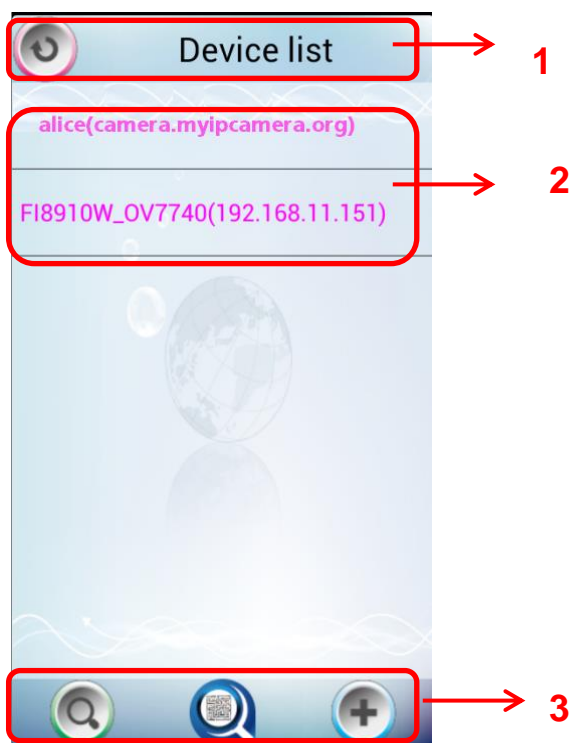 Device list
1
alice(camera.myipcamera.org)
2
FI8910W_OV7740(192.168.11.151)
3